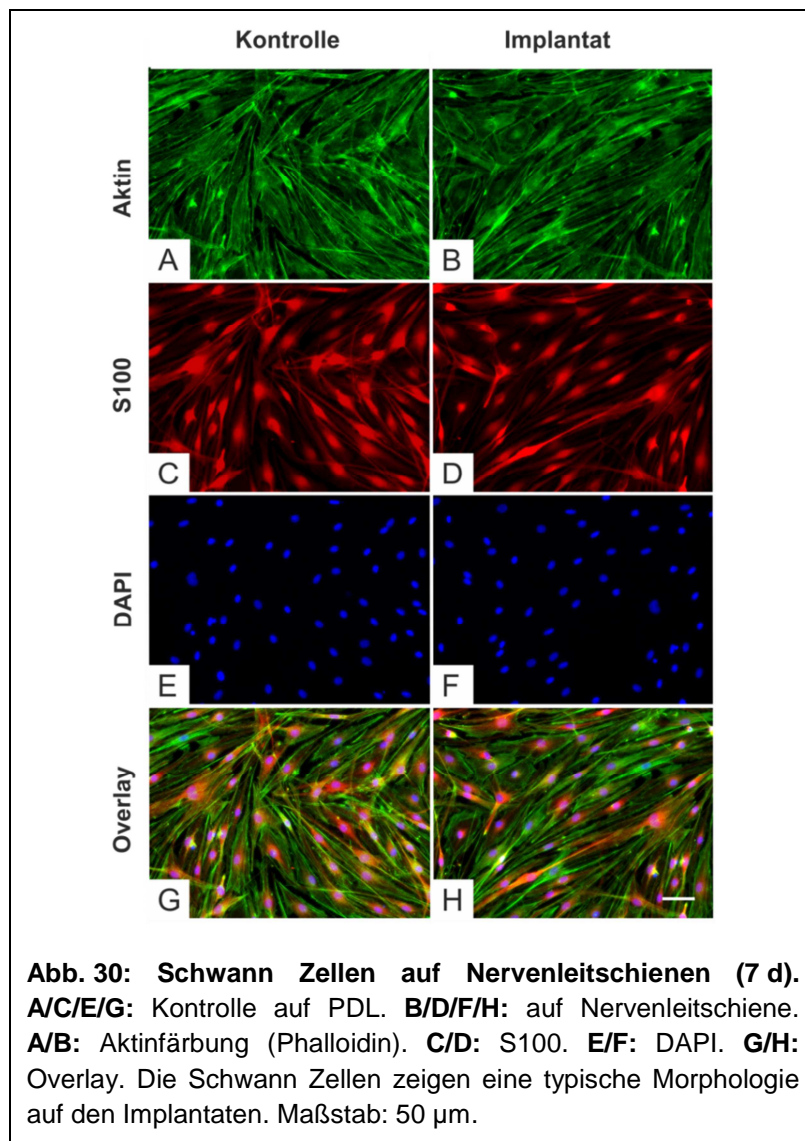 Kontrolle Implantat
Aktin
A B
S100
C D
DAPI
E F
Overlay
G H
Abb. 30: Schwann Zellen auf Nervenleitschienen (7 d).
A/C/E/G: Kontrolle auf PDL. B/D/F/H: auf Nervenleitschiene.
A/B: Aktinfärbung (Phalloidin). C/D: S100. E/F: DAPI. G/H:
Overlay. Die Schwann Zellen zeigen eine typische Morphologie
auf den Implantaten. Maßstab: 50 µm.